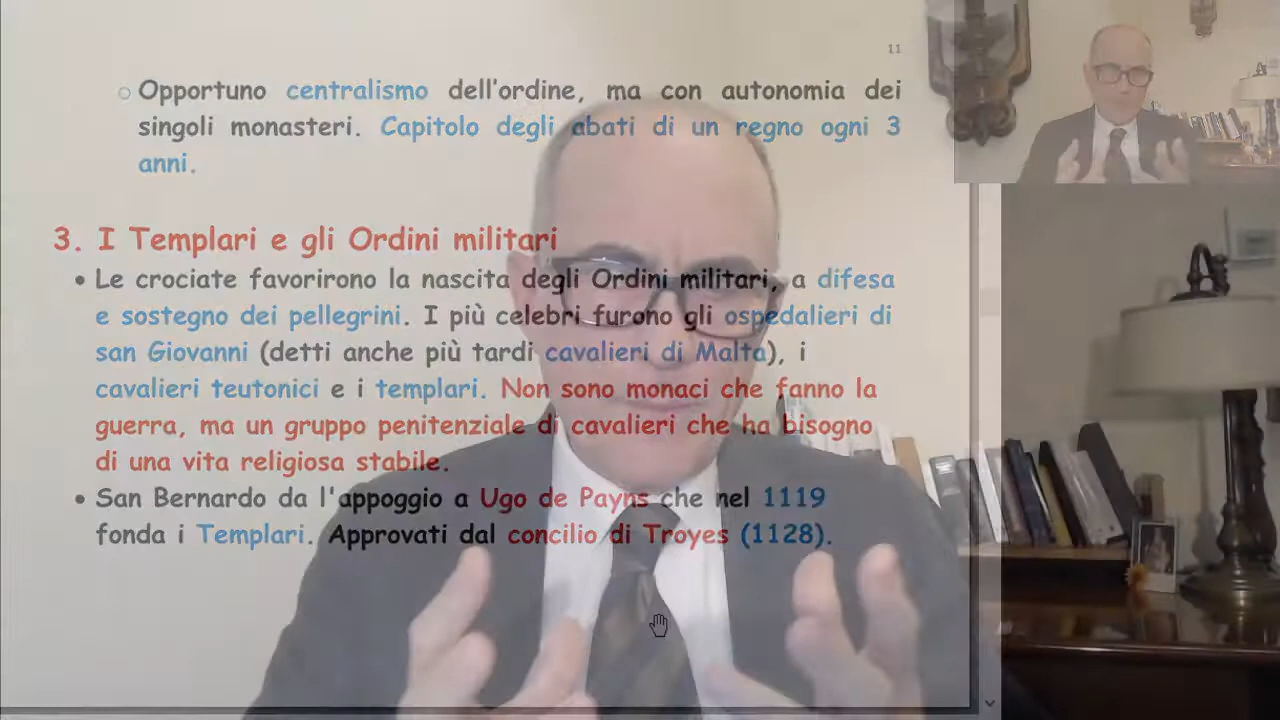 11
○ Opportuno centralismo dell'ordine, ma con autonomia dei
singoli monasteri. Capitolo degli abati di un regno ogni 3
anni.
3. I Templari e gli Ordini militari
• Le crociate favorirono la nascita degli Ordini militari, a difesa
e sostegno dei pellegrini. I più celebri furono gli ospedalieri di
san Giovanni (detti anche più tardi cavalieri di Malta), i
cavalieri teutonici e i templari. Non sono monaci che fanno la
guerra, ma un gruppo penitenziale di cavalieri che ha bisogno
di una vita religiosa stabile.
• San Bernardo da l'appoggio a Ugo de Payns che nel 1119
fonda i Templari. Approvati dal concilio di Troyes (1128).